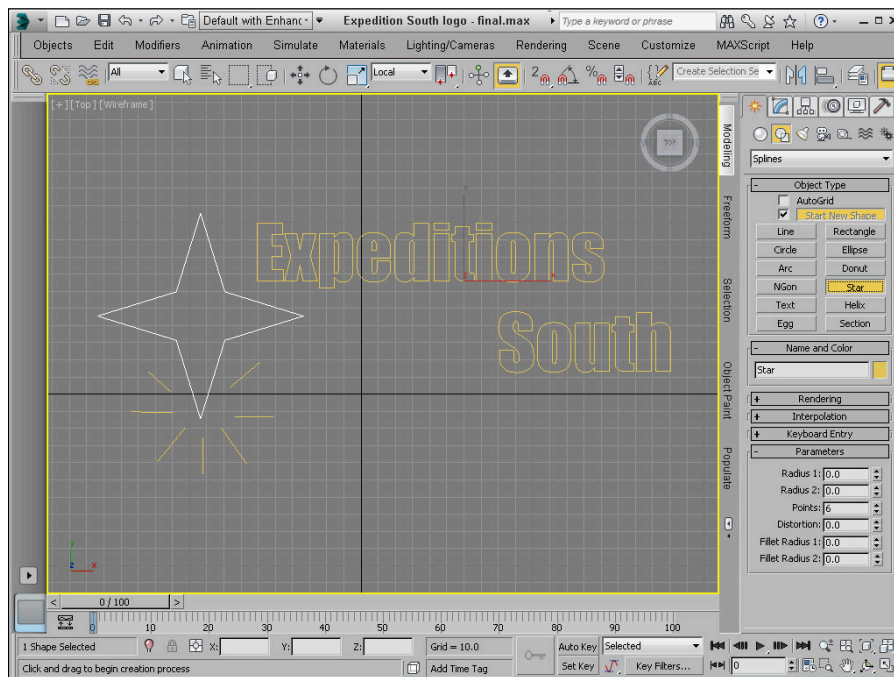 Default with Enhanc
Expedition South logo - final.max
Type a keyword or phrase
Objects Edit Modifiers Animation Simulate Materials Lighting/Cameras Rendering Scene Customize MAXScript Help
All
Local
2
%
ABC
Create Selection Se
[+][Top][Wireframe]
TOP
Modeling
Freeform
Selection
Object Paint
Populate
Expeditions
South
y
x
z
x
z
Splines
- Object Type
AutoGrid
Start New Shape
Line Rectangle
Circle Ellipse
Arc Donut
NGon Star
Text Helix
Egg Section
- Name and Color
Star
+ Rendering
+ Interpolation
+ Keyboard Entry
- Parameters
Radius 1: 0.0
Radius 2: 0.0
Points: 6
Distortion: 0.0
Fillet Radius 1: 0.0
Fillet Radius 2: 0.0
< 0 / 100 >
0 10 20 30 40 50 60 70 80 90 100
1 Shape Selected X: Y: Z: Grid = 10.0 Auto Key Selected
Click and drag to begin creation process Add Time Tag Set Key Key Filters... 0